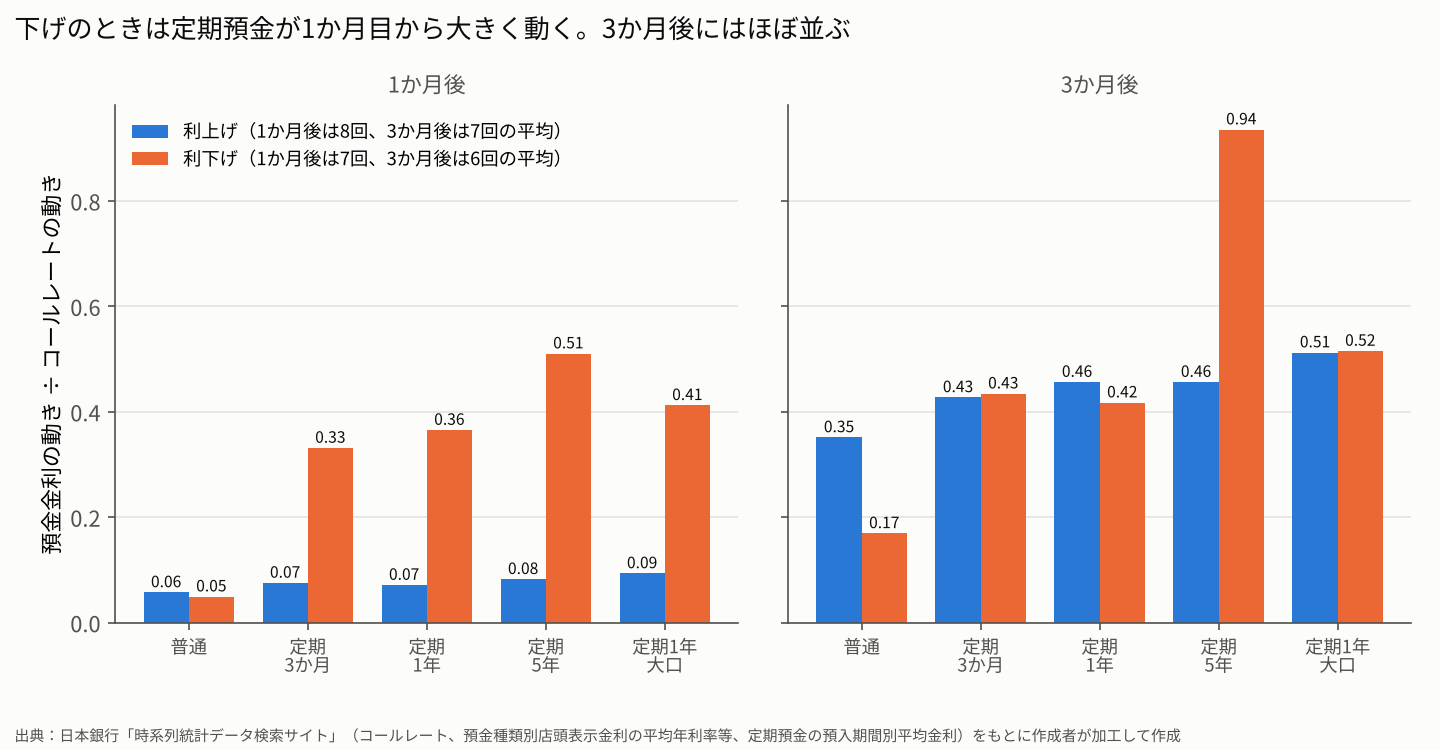 下げのときは定期預金が1か月目から大きく動く。3か月後にはほぼ並ぶ
1か月後
利上げ（1か月後は8回、3か月後は7回の平均）
利下げ（1か月後は7回、3か月後は6回の平均）
預金金利の動き ÷ コールレートの動き
0.8
0.6
0.4
0.2
0.0
0.06
0.05
0.07
0.33
0.07
0.36
0.08
0.51
0.09
0.41
普通
定期
3か月
定期
1年
定期
5年
定期1年
大口
3か月後
0.35
0.17
0.43
0.43
0.46
0.42
0.46
0.94
0.51
0.52
普通
定期
3か月
定期
1年
定期
5年
定期1年
大口
出典：日本銀行「時系列統計データ検索サイト」（コールレート、預金種類別店頭表示金利の平均年利率等、定期預金の預入期間別平均金利）をもとに作成者が加工して作成